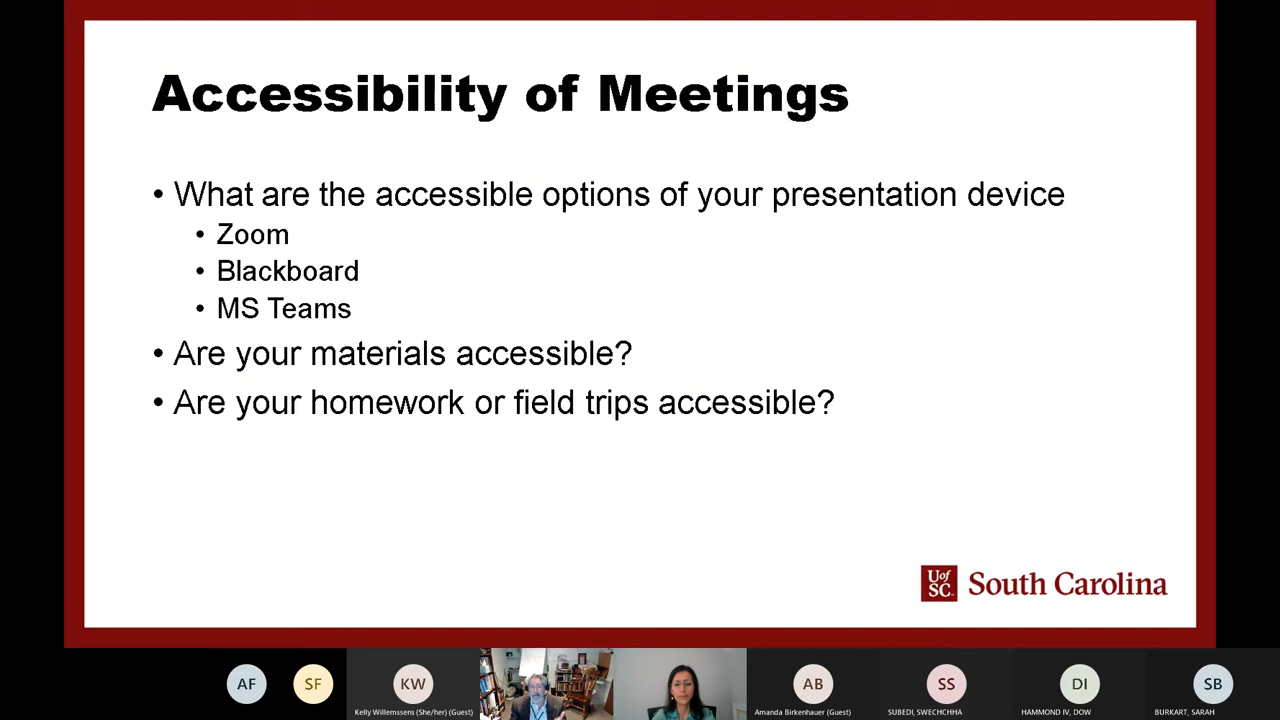 Accessibility of Meetings
• What are the accessible options of your presentation device
• Zoom
• Blackboard
• MS Teams
• Are your materials accessible?
• Are your homework or field trips accessible?
UofSC
South Carolina
AF
SF
KW
AB
SS
DI
SB
Kelly Willemssens (She/her) (Guest)
Amanda Birkenhauer (Guest)
SUBEDI, SWECHCHHA
HAMMOND IV, DOW
BURKART, SARAH